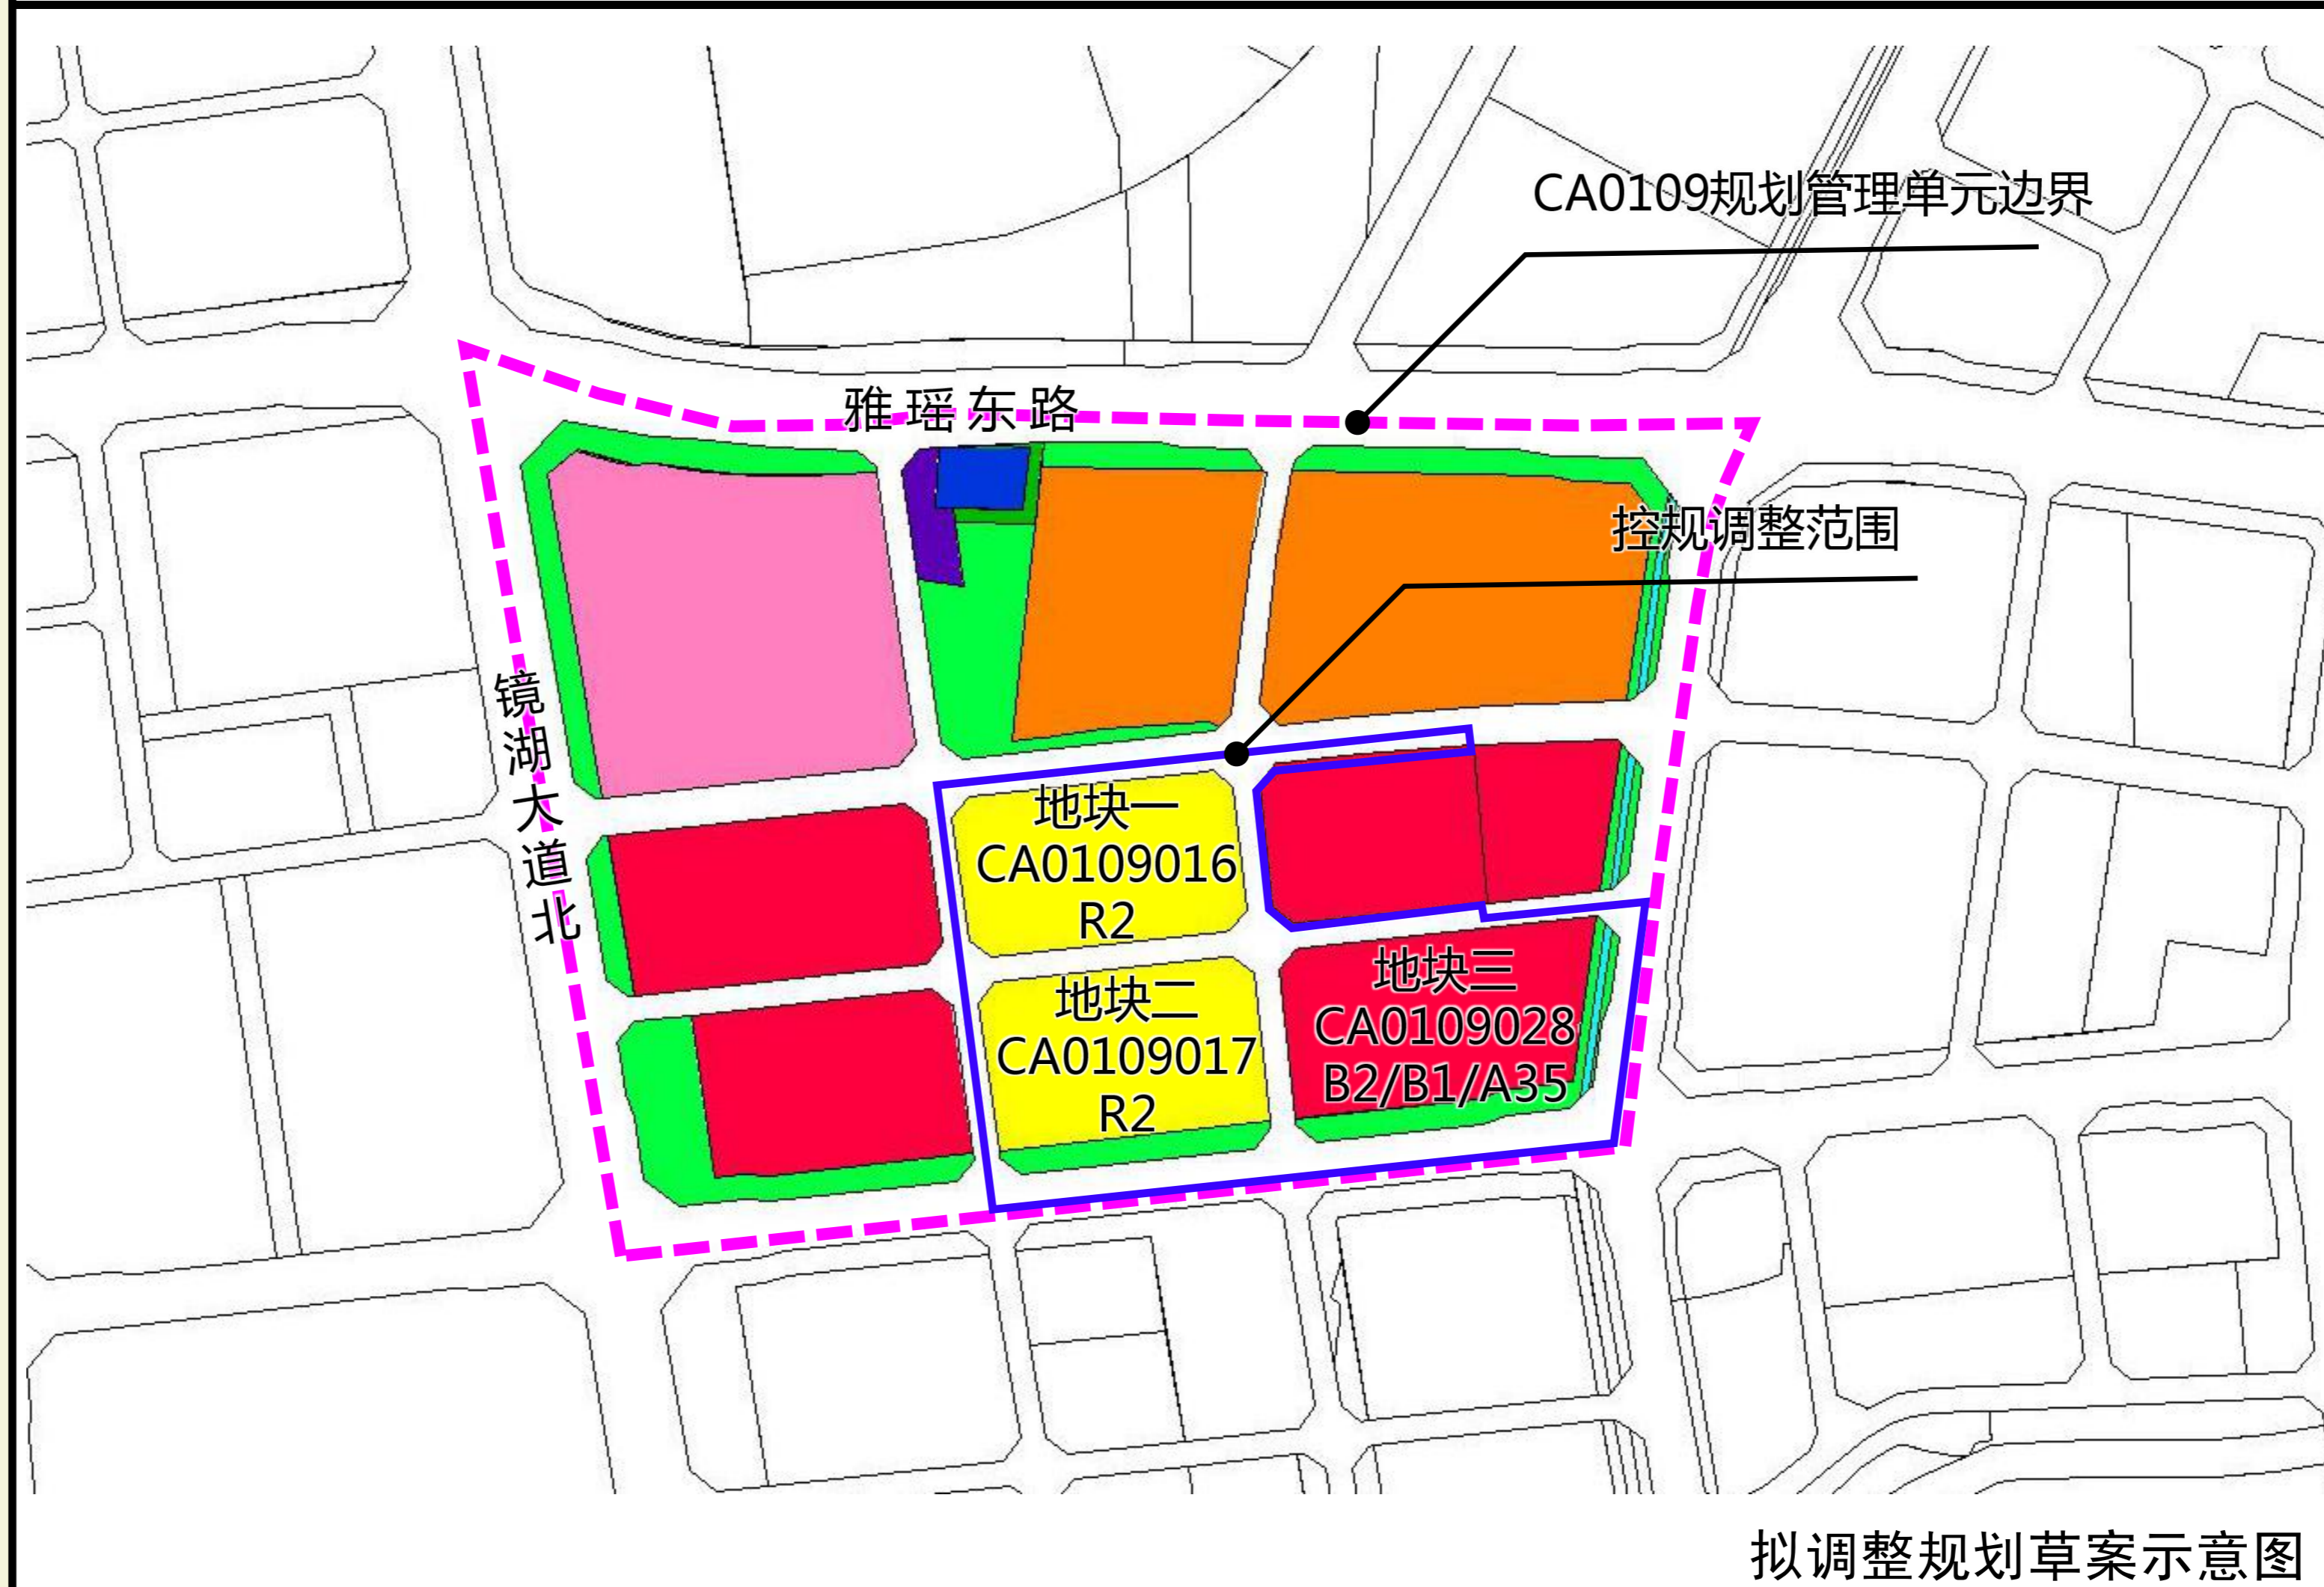 CA0109规划管理单元边界
雅瑶东路
控规调整范围
镜湖大道北
地块一
CA0109016
R2
地块二
CA0109017
R2
地块三
CA0109028
B2/B1/A35
拟调整规划草案示意图